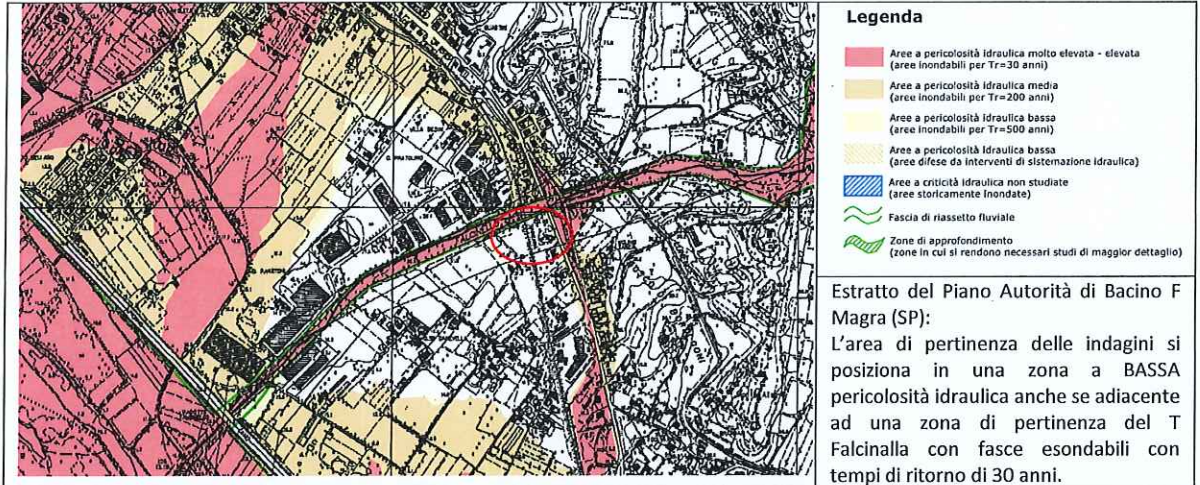 Legenda
Aree a pericolosità idraulica molto elevata - elevata
(aree inondabili per Tr=30 anni)
Aree a pericolosità idraulica media
(aree inondabili per Tr=200 anni)
Aree a pericolosità idraulica bassa
(aree inondabili per Tr=500 anni)
Aree a pericolosità idraulica bassa
(aree difese da interventi di sistemazione idraulica)
Aree a criticità idraulica non studiate
(aree storicamente inondate)
Fascia di riassetto fluviale
Zone di approfondimento
(zone in cui si rendono necessari studi di maggior dettaglio)
Estratto del Piano Autorità di Bacino F
Magra (SP):
L'area di pertinenza delle indagini si
posiziona in una zona a BASSA
pericolosità idraulica anche se adiacente
ad una zona di pertinenza del T
Falcinalla con fasce esondabili con
tempi di ritorno di 30 anni.